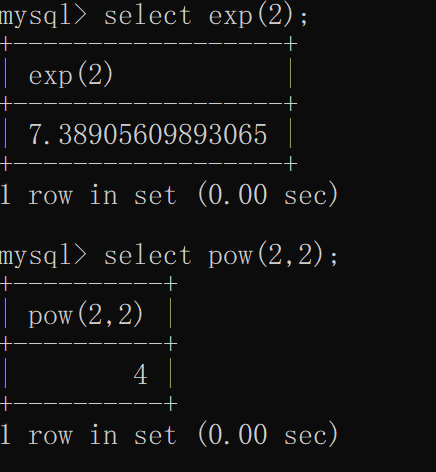 mysql> select exp(2);
+------------------+
| exp(2)           |
+------------------+
| 7.38905609893065 |
+------------------+
1 row in set (0.00 sec)
mysql> select pow(2,2);
+----------+
| pow(2,2) |
+----------+
|        4 |
+----------+
1 row in set (0.00 sec)